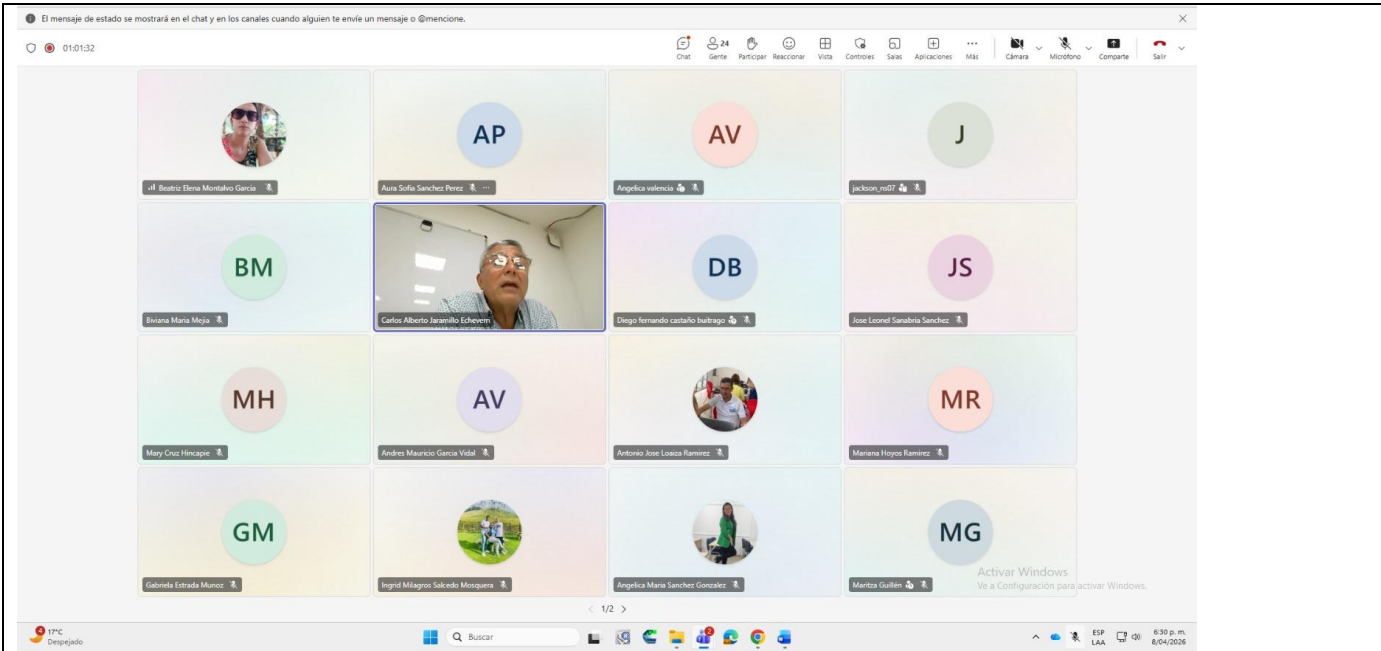 El mensaje de estado se mostrará en el chat y en los canales cuando alguien te envíe un mensaje o @mencione.
01:01:32
24
Chat Gente Participar Reaccionar Vista Controles Salas Aplicaciones Más Cámara Micrófono Comparte Salir
AP AV J
Beatriz Elena Montalvo Garcia Aura Sofia Sanchez Perez ... Angelica valencia jackson_ns07
BM DB JS
Biviana Maria Mejia Carlos Alberto Jaramillo Echeverri Diego fernando castaño buitrago Jose Leonel Sanabria Sanchez
MH AV MR
Mary Cruz Hincapie Andres Mauricio Garcia Vidal Antonio Jose Loaiza Ramirez Mariana Hoyos Ramirez
GM MG
Activar Windows
Gabriela Estrada Munoz Ingrid Milagros Salcedo Mosquera Angelica Maria Sanchez Gonzalez Maritza Guillén Ve a Configuración para activar Windows.
1/2
4 17°C
Despejado
Buscar
2
ESP
LAA
6:30 p. m.
8/04/2026